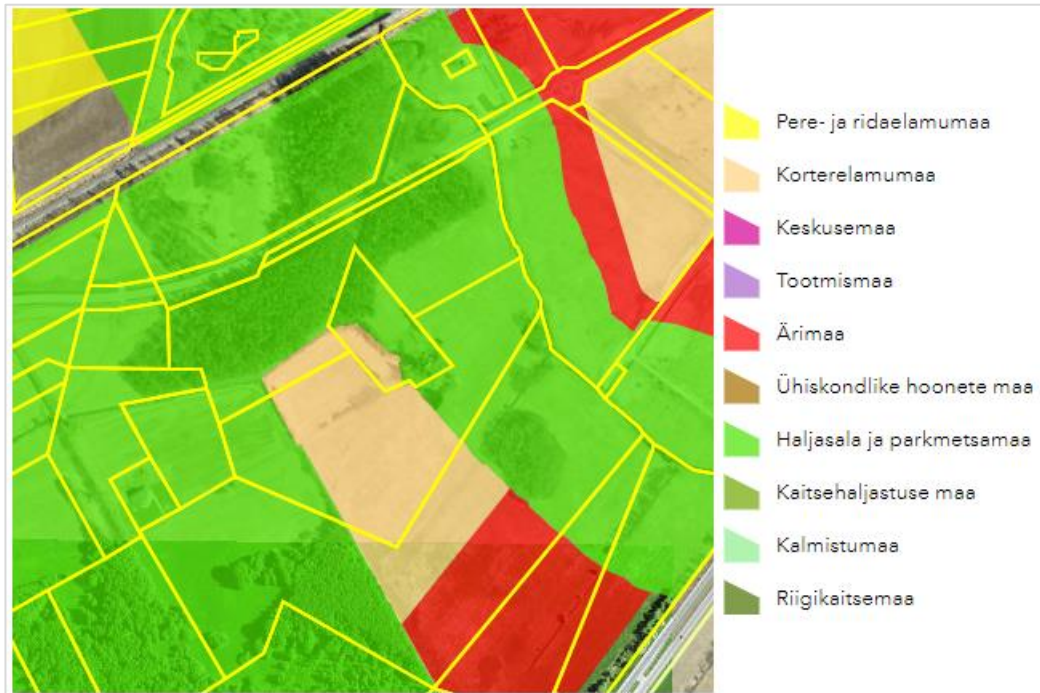 Pere- ja ridaelamumaa
Korterelamumaa
Keskusemaa
Tootmismaa
Ärimaa
Ühiskondlike hoonete maa
Haljasala ja parkmetsamaa
Kaitsehaljastuse maa
Kalmistumaa
Riigikaitsemaa